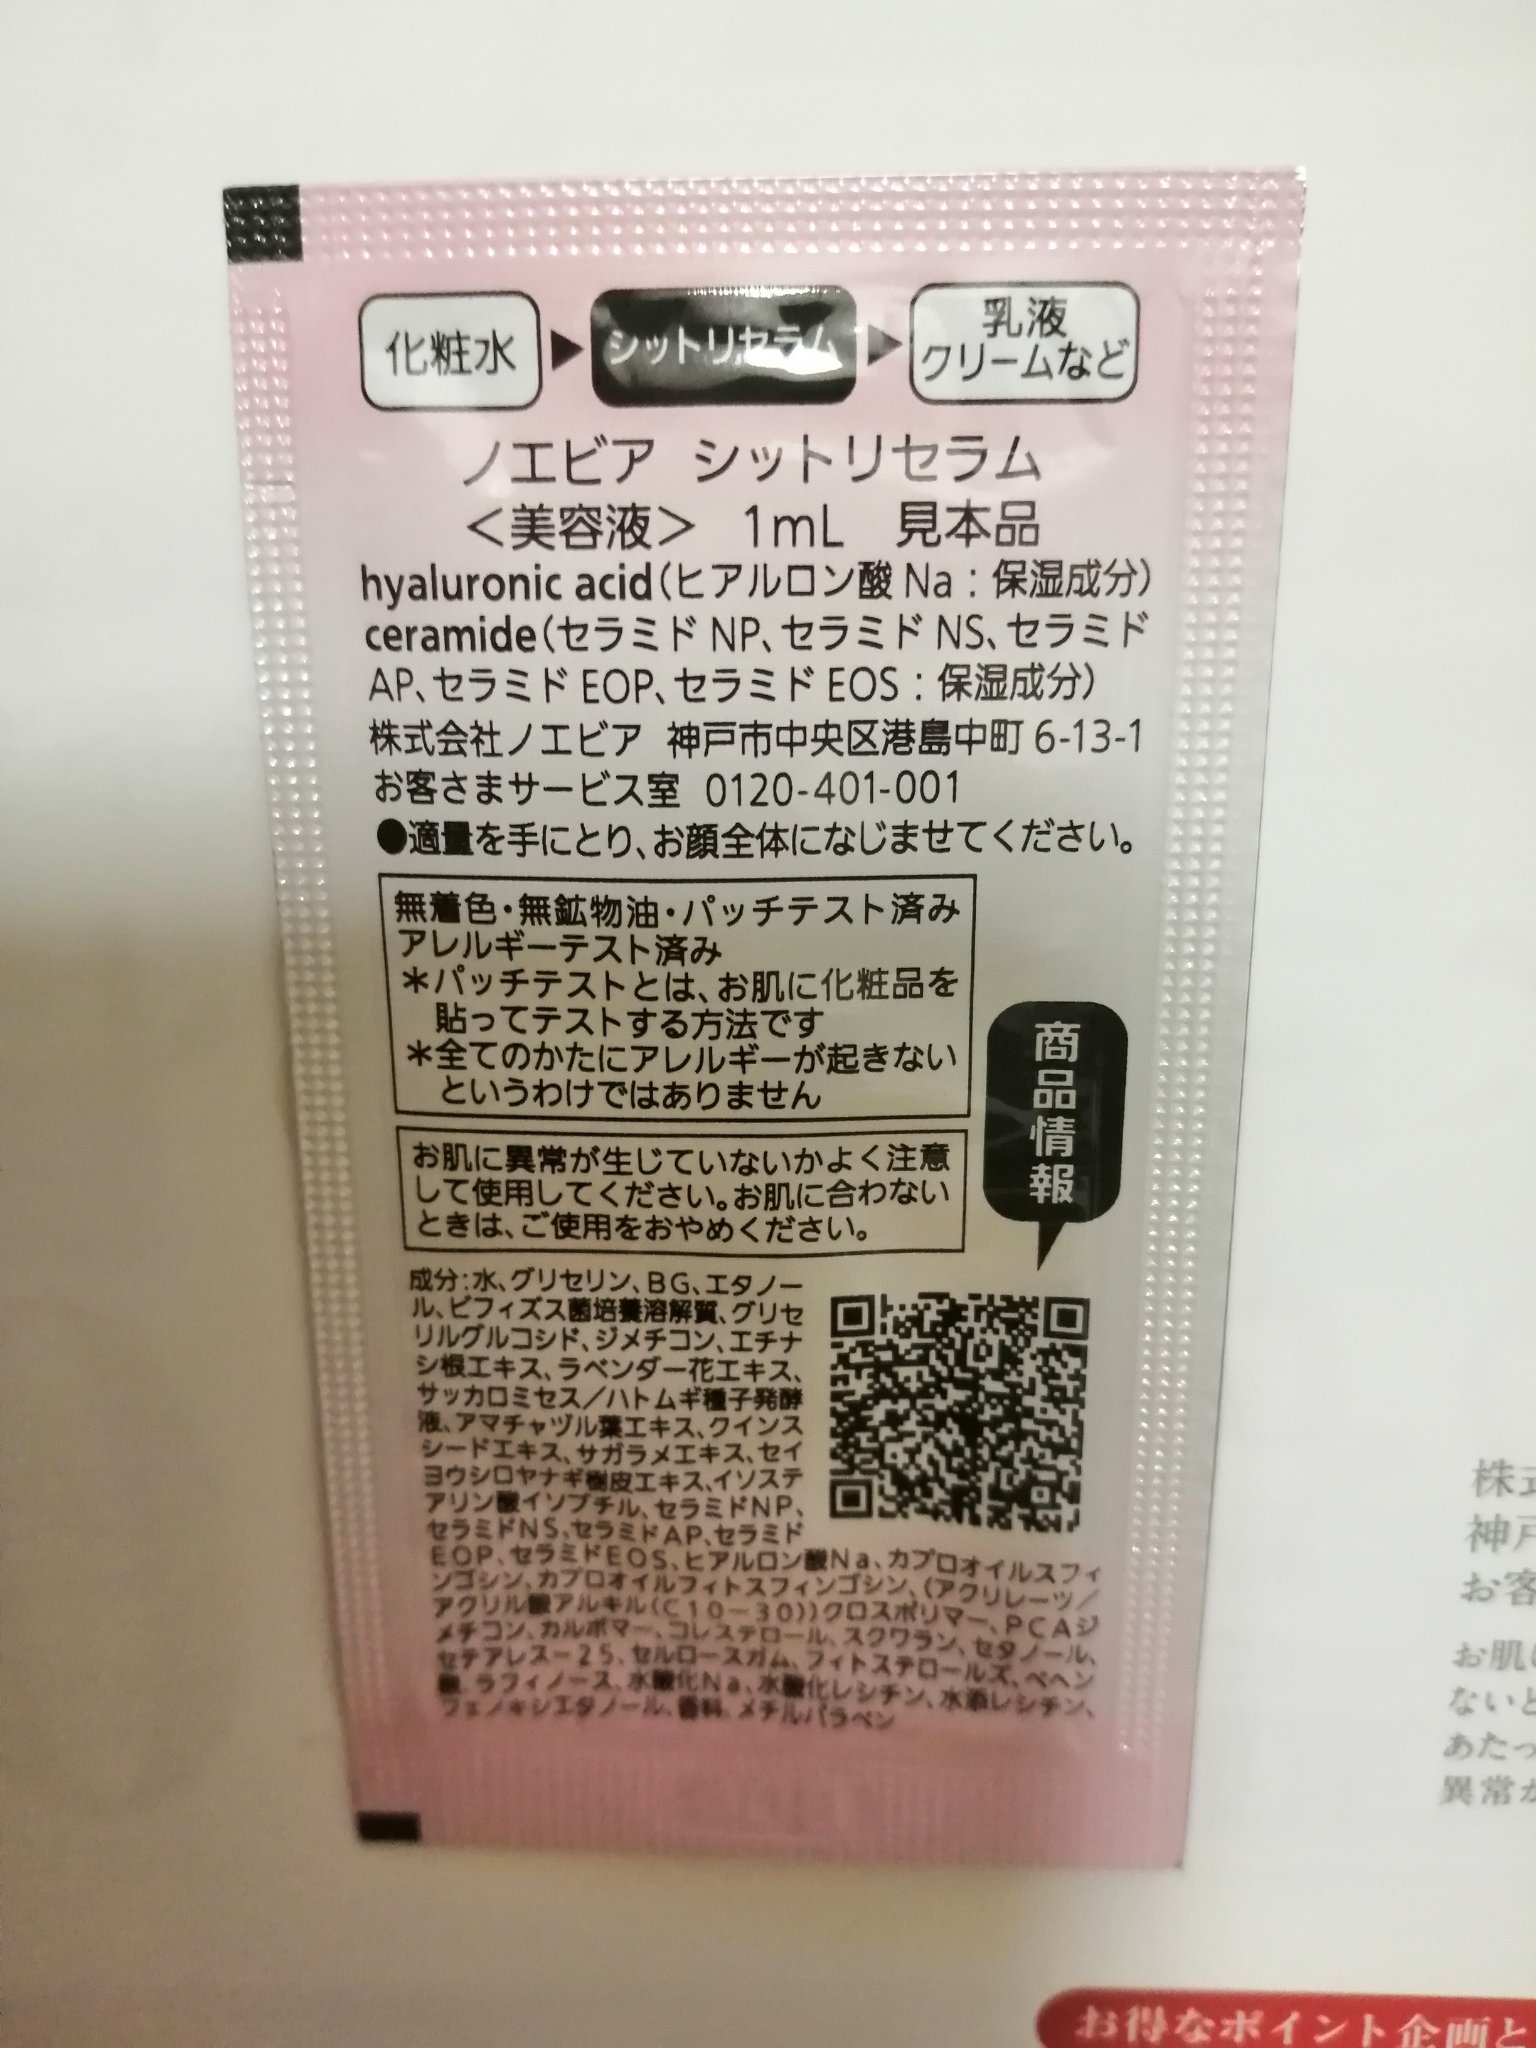 化粧水
シットリセラム
乳液
クリームなど
ノエビア シットリセラム
＜美容液＞ 1mL 見本品
hyaluronic acid(ヒアルロン酸 Na：保湿成分)
ceramide(セラミド NP、セラミド NS、セラミド
AP、セラミド EOP、セラミド EOS：保湿成分)
株式会社ノエビア 神戸市中央区港島中町 6-13-1
お客さまサービス室 0120-401-001
●適量を手にとり、お顔全体になじませてください。
無着色・無鉱物油・パッチテスト済み
アレルギーテスト済み
＊パッチテストとは、お肌に化粧品を
貼ってテストする方法です
＊全てのかたにアレルギーが起きない
というわけではありません
商品情報
お肌に異常が生じていないかよく注意
して使用してください。お肌に合わない
ときは、ご使用をおやめください。
成分：水、グリセリン、BG、エタノー
ル、ビフィズス菌培養溶解質、グリセ
リルグルコシド、ジメチコン、エチナ
シ根エキス、ラベンダー花エキス、
サッカロミセス／ハトムギ種子発酵
液、アマチャヅル葉エキス、クインス
シードエキス、サガラメエキス、セイ
ヨウシロヤナギ樹皮エキス、イソステ
アリン酸イソブチル、セラミドNP、
セラミドNS、セラミドAP、セラミド
EOP、セラミドEOS、ヒアルロン酸Na、カプロオイルスフィ
ンゴシン、カプロオイルフィトスフィンゴシン、(アクリレーツ／
アクリル酸アルキル(C10－30))クロスポリマー、PCAジ
メチコン、カルボマー、コレステロール、スクワラン、セタノール、
セテアレス－25、セルロースガム、フィトステロールズ、ベヘン
酸、ラフィノース、水酸化Na、水酸化レシチン、水添レシチン、
フェノキシエタノール、香料、メチルパラベン
株式
神戸
お客
お肌に
ないと
あたっ
異常が
お得なポイント企画と